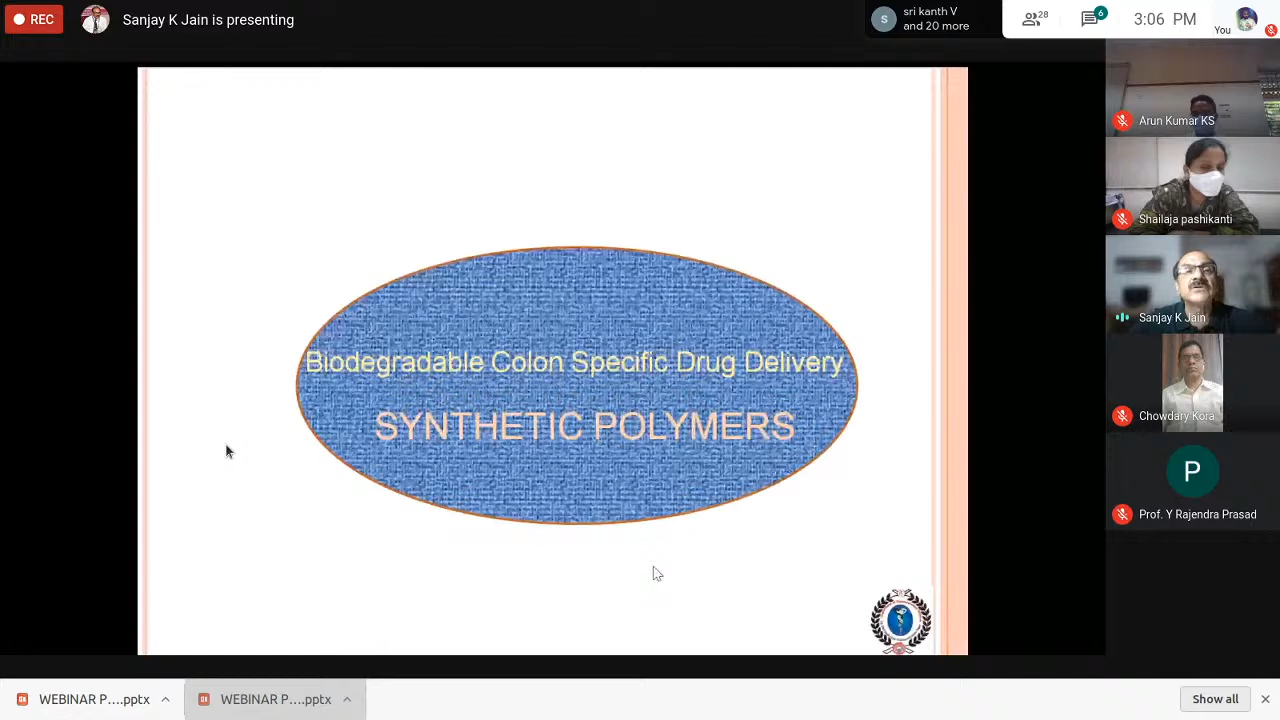 REC
Sanjay K Jain is presenting
S
sri kanth V
and 20 more
28
6
3:06 PM
You
Arun Kumar KS
Shailaja pashikanti
Sanjay K Jain
Chowdary Kora
P
Prof. Y Rajendra Prasad
Biodegradable Colon Specific Drug Delivery
SYNTHETIC POLYMERS
WEBINAR P....pptx
WEBINAR P....pptx
Show all